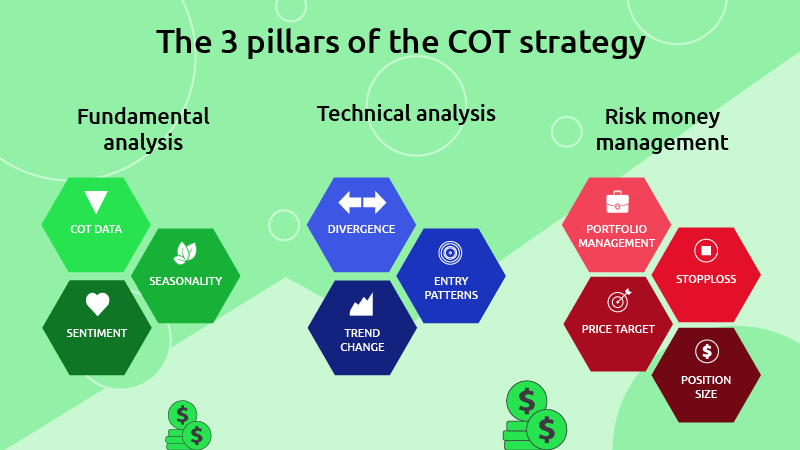 The 3 pillars of the COT strategy
Fundamental
analysis
COT DATA
SEASONALITY
SENTIMENT
Technical analysis
DIVERGENCE
ENTRY
PATTERNS
TREND
CHANGE
Risk money
management
PORTFOLIO
MANAGEMENT
STOPPLOSS
PRICE TARGET
$
POSITION
SIZE
$
$
$
$